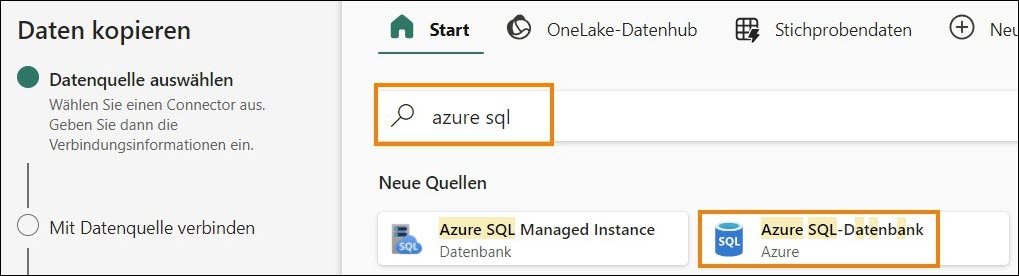 Daten kopieren
Datenquelle auswählen
Wählen Sie einen Connector aus.
Geben Sie dann die
Verbindungsinformationen ein.
Mit Datenquelle verbinden
Start
OneLake-Datenhub
Stichprobendaten
Neu
azure sql
Neue Quellen
SQL
Azure SQL Managed Instance
Datenbank
SQL
Azure SQL-Datenbank
Azure